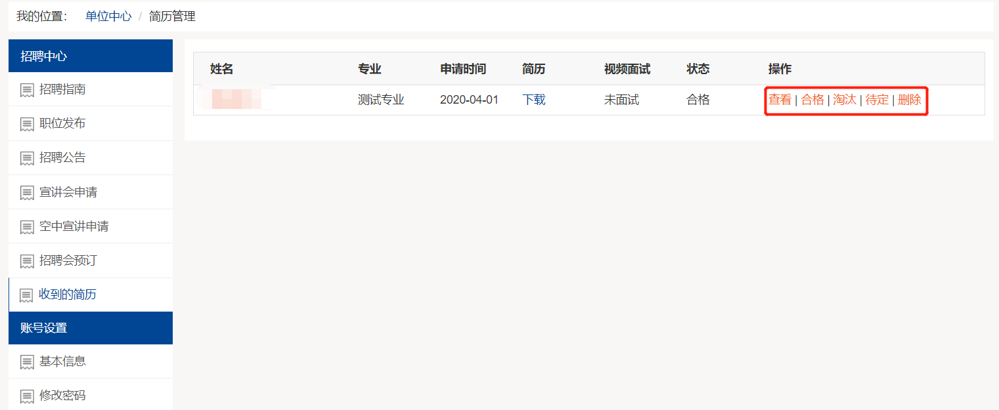 我的位置： 单位中心 / 简历管理
招聘中心
招聘指南
职位发布
招聘公告
宣讲会申请
空中宣讲申请
招聘会预订
收到的简历
账号设置
基本信息
修改密码
姓名 专业 申请时间 简历 视频面试 状态 操作
测试专业 2020-04-01 下载 未面试 合格 查看 | 合格 | 淘汰 | 待定 | 删除